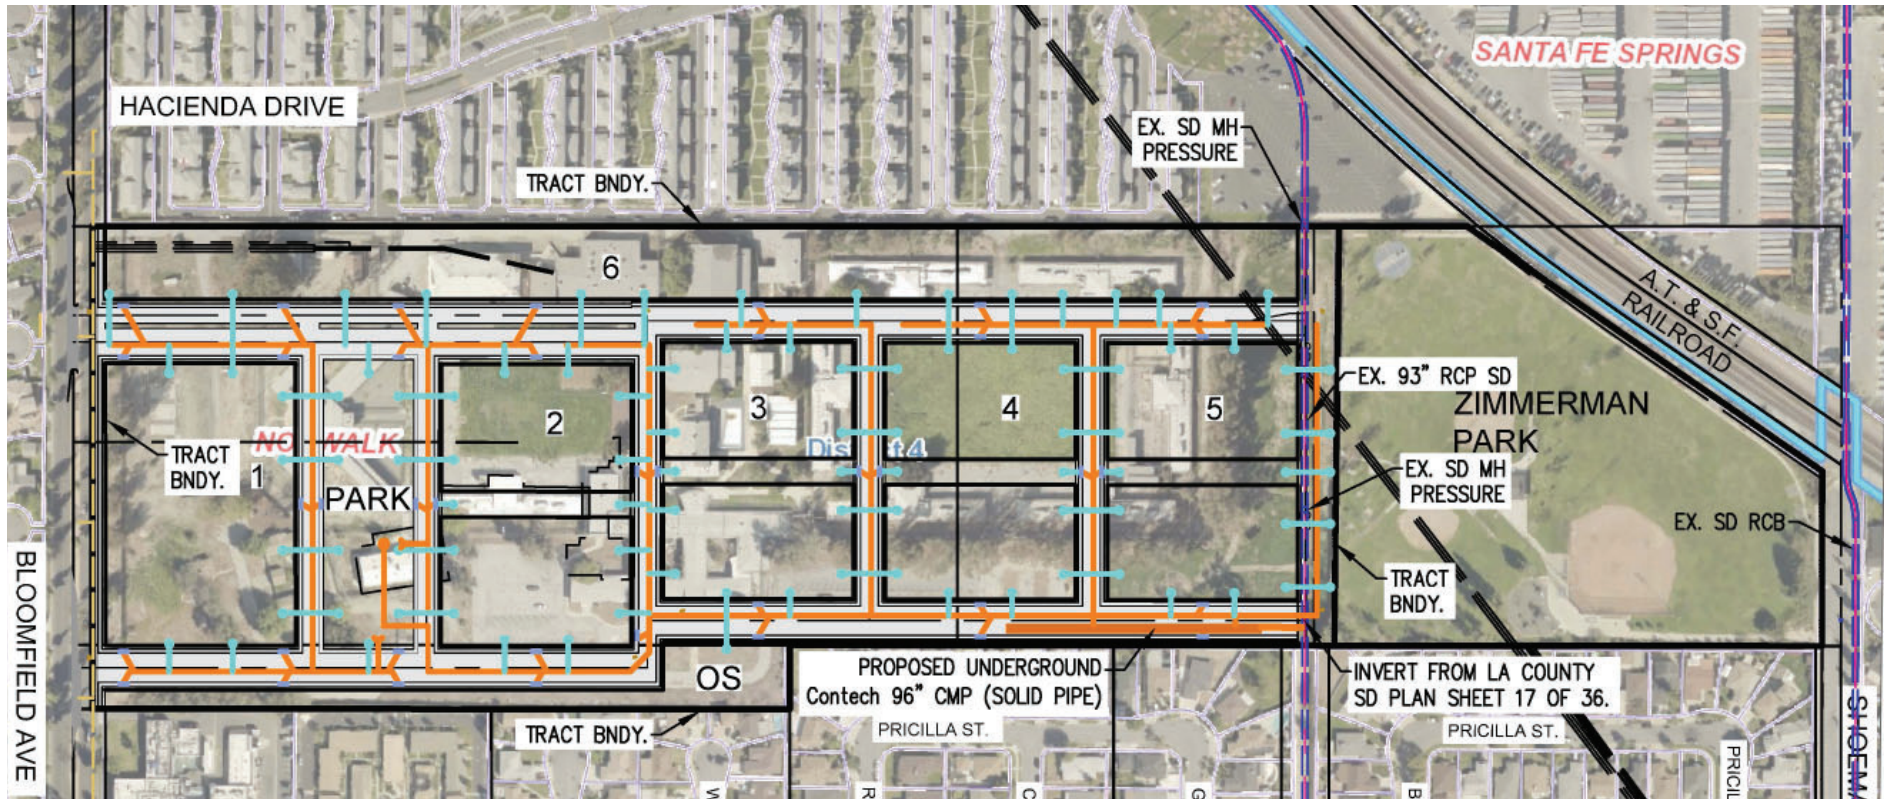 SANTA FE SPRINGS
HACIENDA DRIVE
EX. SD MH
PRESSURE
TRACT BNDY.
6
A.T. & S.F.
RAILROAD
EX. 93" RCP SD
ZIMMERMAN
PARK
2
3
4
5
TRACT
BNDY.
1
PARK
EX. SD MH
PRESSURE
EX. SD RCB
TRACT
BNDY.
BLOOMFIELD AVE
OS
PROPOSED UNDERGROUND
Contech 96" CMP (SOLID PIPE)
INVERT FROM LA COUNTY
SD PLAN SHEET 17 OF 36.
TRACT BNDY.
PRICILLA ST.
PRICILLA ST.
PRICIL
W
R
C
G
B